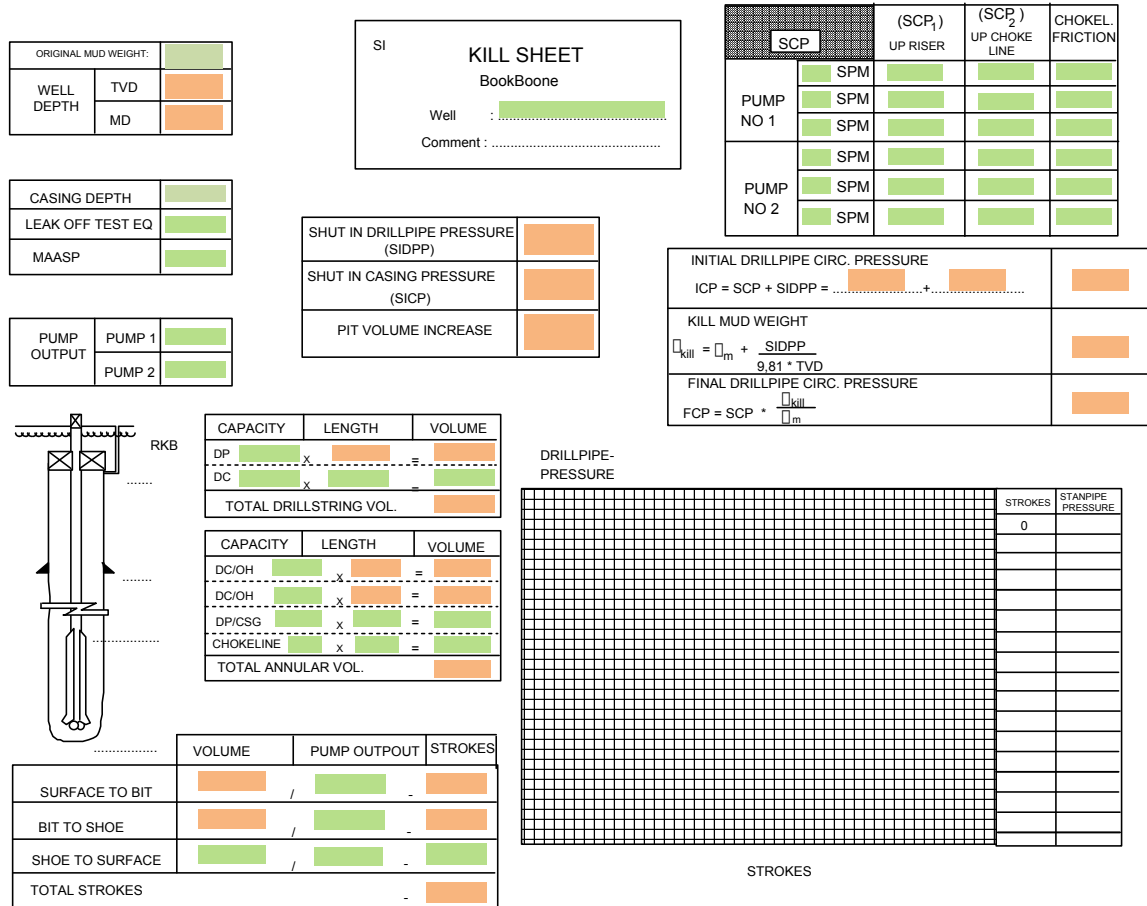 ORIGINAL MUD WEIGHT:
WELL DEPTH
TVD
MD
SI
KILL SHEET
BookBoone
Well : ............................................
Comment : ............................................
SCP
(SCP₁)
UP RISER
(SCP₂)
UP CHOKE
LINE
CHOKEL.
FRICTION
PUMP
NO 1
SPM
SPM
SPM
PUMP
NO 2
SPM
SPM
SPM
CASING DEPTH
LEAK OFF TEST EQ
MAASP
SHUT IN DRILLPIPE PRESSURE
(SIDPP)
SHUT IN CASING PRESSURE
(SICP)
PIT VOLUME INCREASE
INITIAL DRILLPIPE CIRC. PRESSURE
ICP = SCP + SIDPP = ........................+.........................
KILL MUD WEIGHT
▯kill = ▯m + SIDPP
9,81 * TVD
FINAL DRILLPIPE CIRC. PRESSURE
FCP = SCP * ▯kill
▯m
PUMP
OUTPUT
PUMP 1
PUMP 2
RKB
.......
........
.................
.................
CAPACITY LENGTH VOLUME
DP x =
DC x =
TOTAL DRILLSTRING VOL.
CAPACITY LENGTH VOLUME
DC/OH x =
DC/OH x =
DP/CSG x =
CHOKELINE x =
TOTAL ANNULAR VOL.
VOLUME PUMP OUTPOUT STROKES
SURFACE TO BIT / -
BIT TO SHOE / -
SHOE TO SURFACE / -
TOTAL STROKES -
DRILLPIPE-
PRESSURE
STROKES
STANPIPE
PRESSURE
0
STROKES